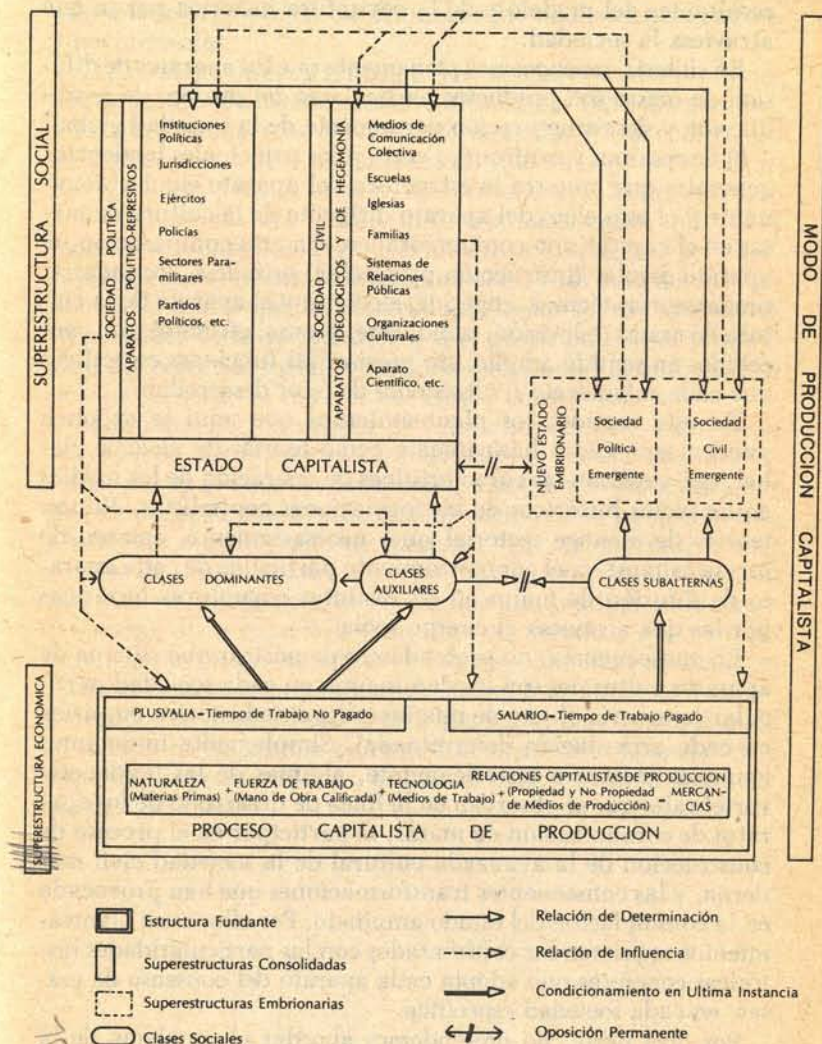 SUPERESTRUCTURA SOCIAL
SOCIEDAD POLITICA
APARATOS POLITICO-REPRESIVOS
Instituciones
Políticas
Jurisdicciones
Ejércitos
Policías
Sectores Para-
militares
Partidos
Políticos, etc.
SOCIEDAD CIVIL
APARATOS IDEOLOGICOS DE HEGEMONIA
Medios de
Comunicación
Colectiva
Escuelas
Iglesias
Familias
Sistemas de
Relaciones
Públicas
Organizaciones
Culturales
Aparato
Científico, etc.
ESTADO CAPITALISTA
NUEVO ESTADO
EMBRIONARIO
Sociedad
Política
Emergente
Sociedad
Civil
Emergente
MODO DE PRODUCCION CAPITALISTA
CLASES DOMINANTES
CLASES
AUXILIARES
CLASES SUBALTERNAS
SUPERESTRUCTURA ECONOMICA
PLUSVALIA – Tiempo de Trabajo No Pagado
SALARIO – Tiempo de Trabajo Pagado
NATURALEZA
(Materias Primas)
+
FUERZA DE TRABAJO
(Mano de Obra Calificada)
+
TECNOLOGIA
(Medios de Trabajo)
+
RELACIONES CAPITALISTAS DE PRODUCCION
(Propiedad y No Propiedad
de Medios de Producción)
=
MERCAN-
CIAS
PROCESO CAPITALISTA DE PRODUCCION
Estructura Fundante
Superestructuras Consolidadas
Superestructuras Embrionarias
Clases Sociales
Relación de Determinación
Relación de Influencia
Condicionamiento en Ultima Instancia
Oposición Permanente